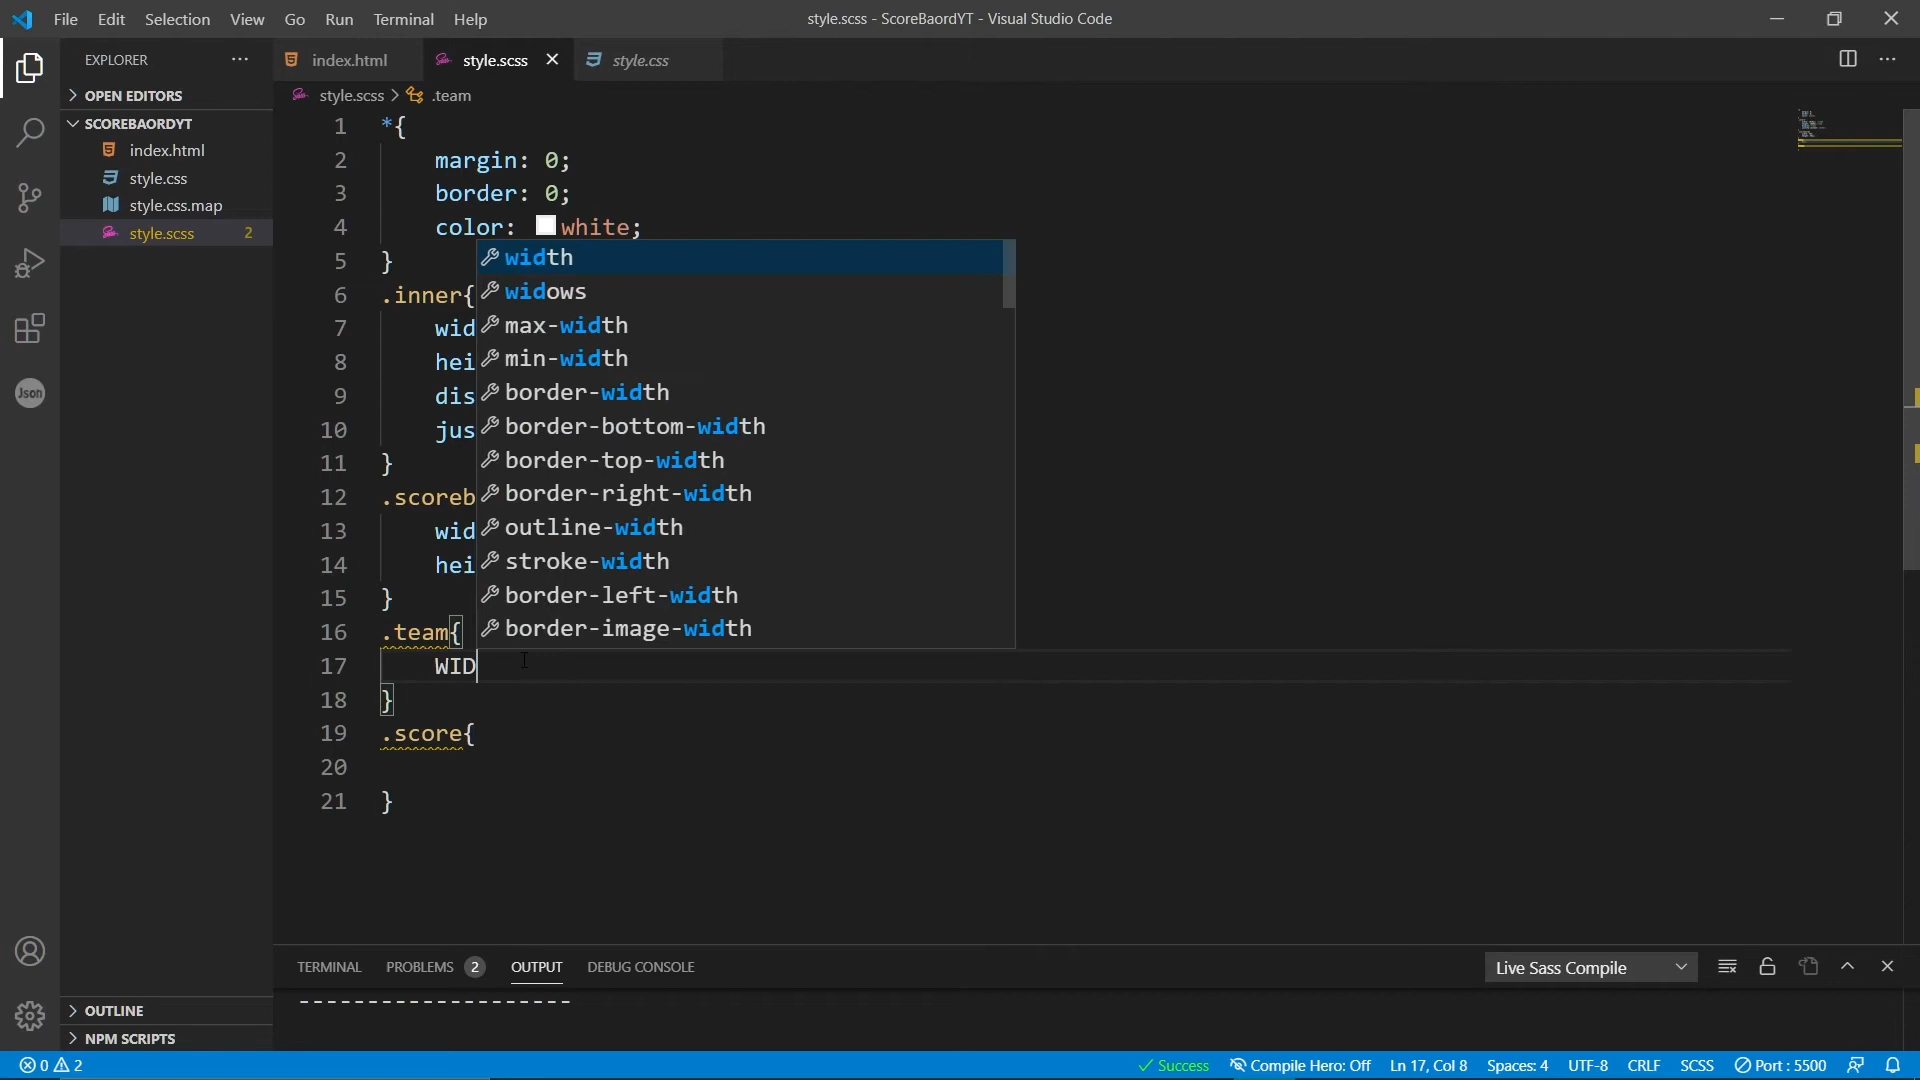 File Edit Selection View Go Run Terminal Help
style.scss - ScoreBaordYT - Visual Studio Code
EXPLORER
index.html
style.scss
style.css
OPEN EDITORS
style.scss > .team
SCOREBAORDYT
index.html
style.css
style.css.map
style.scss 2
Json
1 *{
2 margin: 0;
3 border: 0;
4 color: white;
5 }
6 .inner{
7 wid
8 hei
9 dis
10 jus
11 }
12 .scoreb
13 wid
14 hei
15 }
16 .team{
17 WID
18 }
19 .score{
20
21 }
width
widows
max-width
min-width
border-width
border-bottom-width
border-top-width
border-right-width
outline-width
stroke-width
border-left-width
border-image-width
TERMINAL PROBLEMS 2 OUTPUT DEBUG CONSOLE
Live Sass Compile
--------------------
OUTLINE
NPM SCRIPTS
0 2
Success Compile Hero: Off Ln 17, Col 8 Spaces: 4 UTF-8 CRLF SCSS Port : 5500